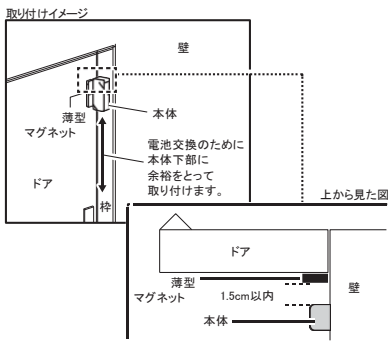 取り付けイメージ
壁
薄型
マグネット
本体
電池交換のために
本体下部に
余裕をとって
取り付けます。
ドア
枠
上から見た図
ドア
薄型
マグネット
1.5cm以内
壁
本体